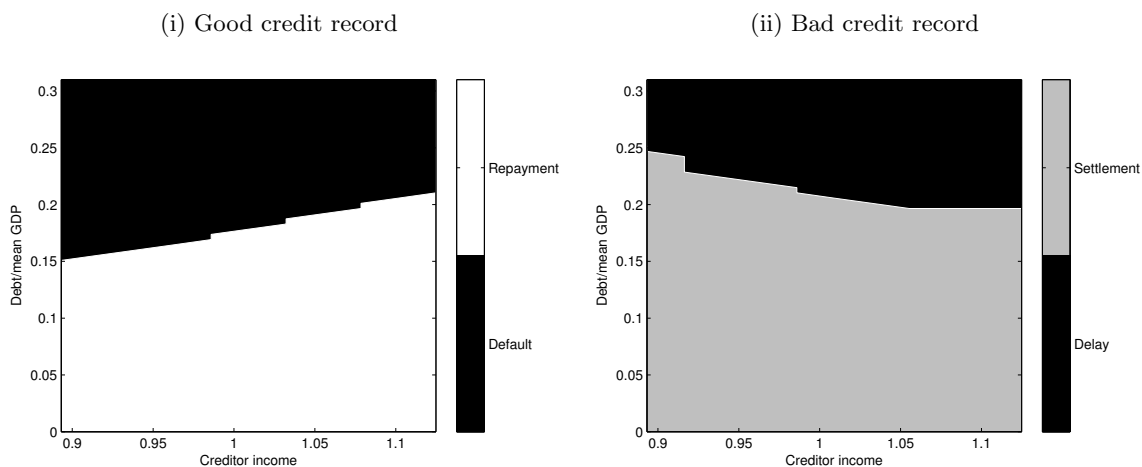 (i) Good credit record
0.3
0.25
0.2
0.15
0.1
0.05
0
Debt/mean GDP
0.9 0.95 1 1.05 1.1
Creditor income
Repayment
Default
(ii) Bad credit record
0.3
0.25
0.2
0.15
0.1
0.05
0
Debt/mean GDP
0.9 0.95 1 1.05 1.1
Creditor income
Settlement
Delay